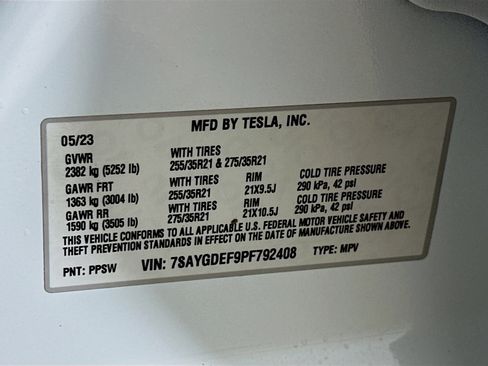 MFD BY TESLA, INC.
05/23
GVWR WITH TIRES
2382 kg (5252 lb) 255/35R21 & 275/35R21
GAWR FRT WITH TIRES RIM COLD TIRE PRESSURE
1363 kg (3004 lb) 255/35R21 21X9.5J 290 kPa, 42 psi
GAWR RR WITH TIRES RIM COLD TIRE PRESSURE
1590 kg (3505 lb) 275/35R21 21X10.5J 290 kPa, 42 psi
THIS VEHICLE CONFORMS TO ALL APPLICABLE U.S. FEDERAL MOTOR VEHICLE SAFETY AND
THEFT PREVENTION STANDARDS IN EFFECT ON THE DATE OF MANUFACTURE SHOWN ABOVE.
PNT: PPSW VIN: 7SAYGDEF9PF792408 TYPE: MPV